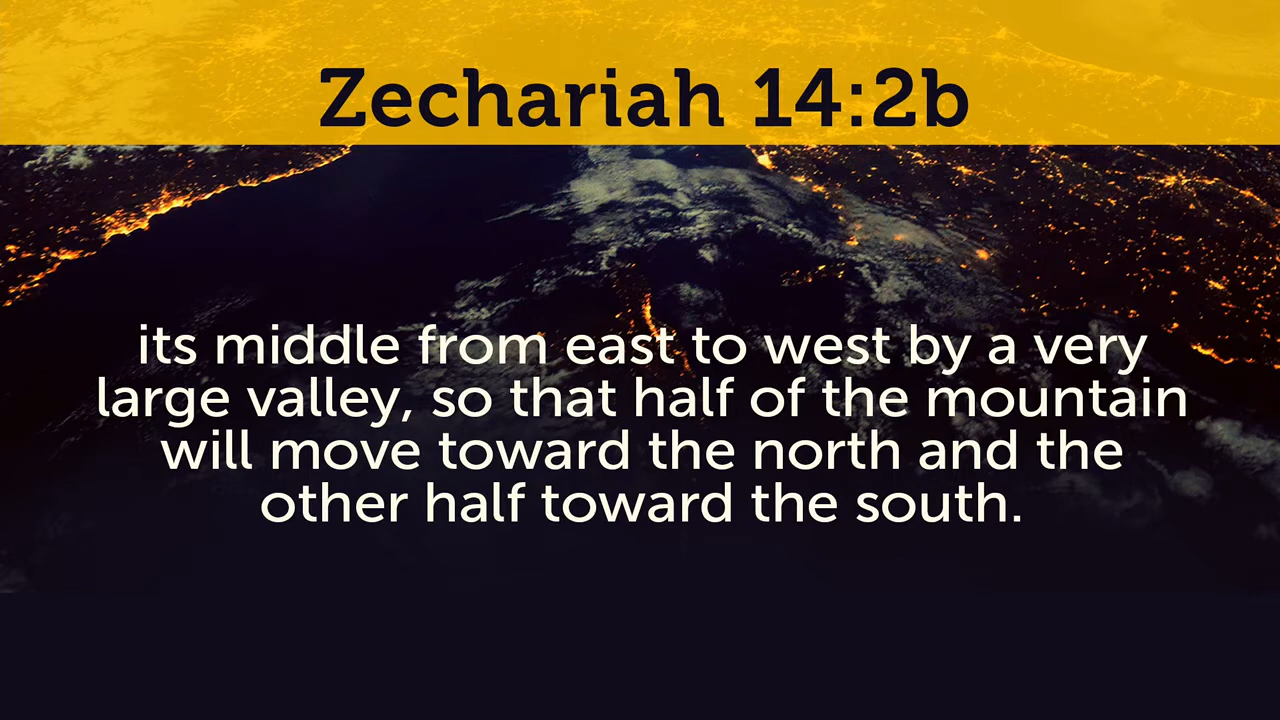 Zechariah 14:2b
its middle from east to west by a very
large valley, so that half of the mountain
will move toward the north and the
other half toward the south.